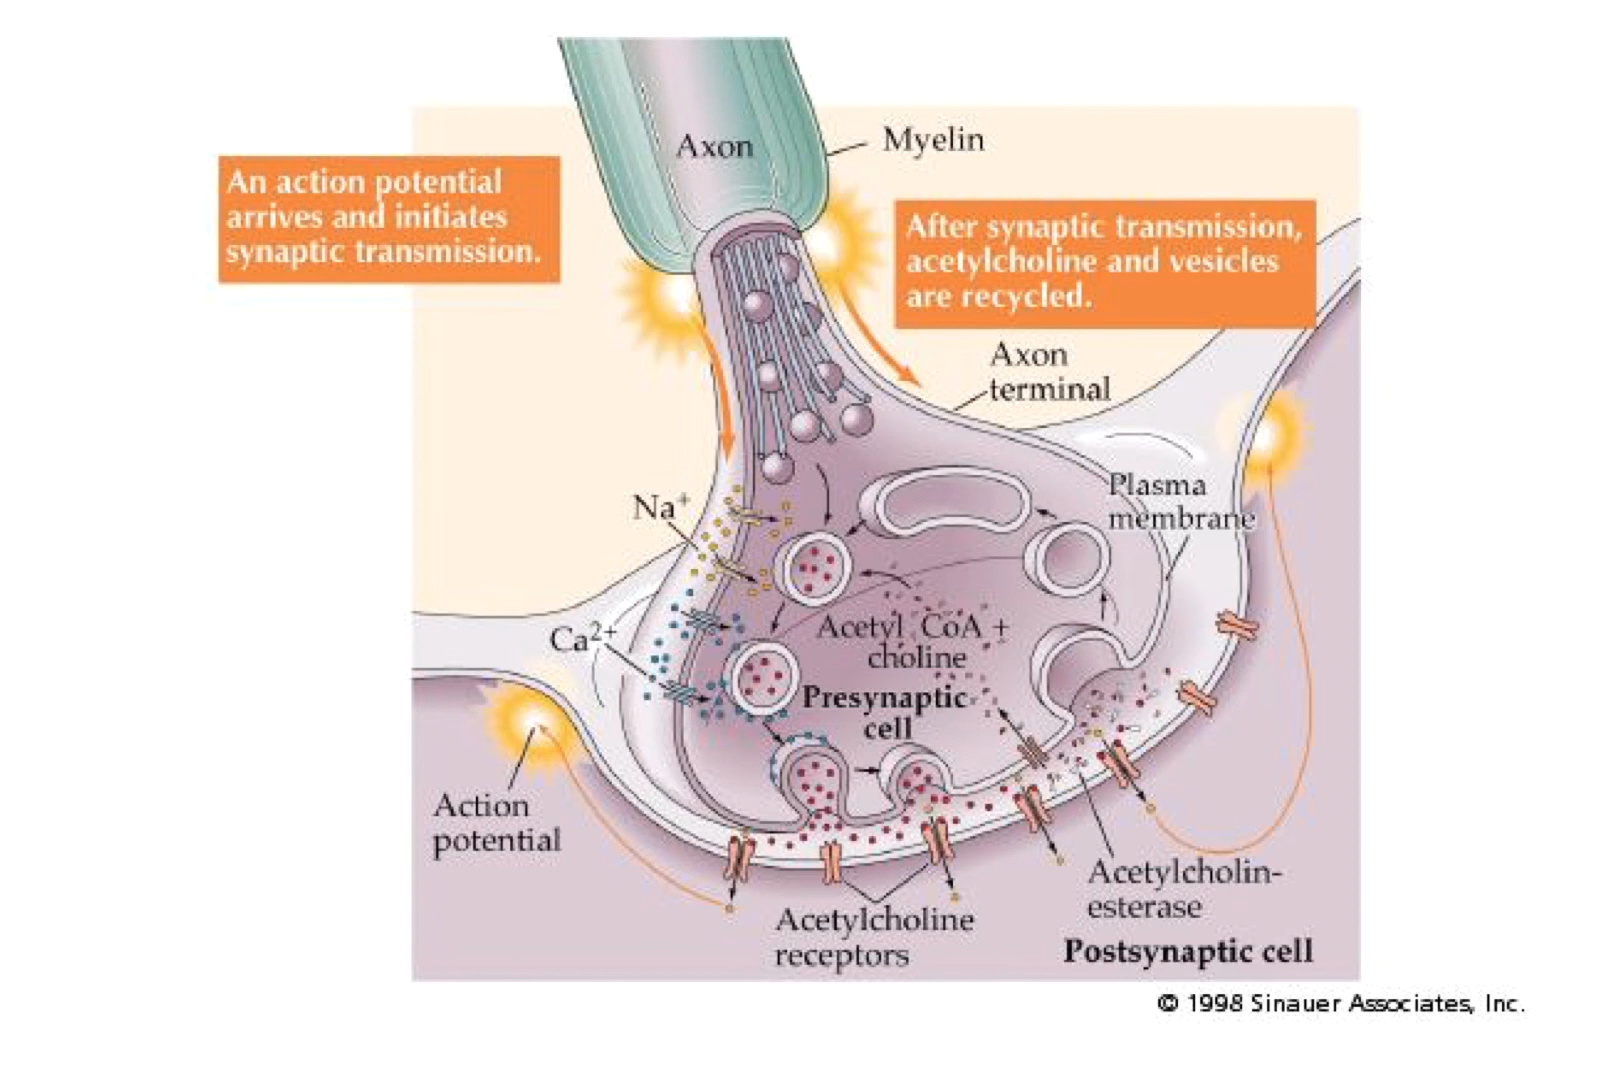 Axon
Myelin
An action potential
arrives and initiates
synaptic transmission.
After synaptic transmission,
acetylcholine and vesicles
are recycled.
Axon
terminal
Plasma
membrane
Na⁺
Ca²⁺
Acetyl CoA +
choline
Presynaptic
cell
Action
potential
Acetylcholine
receptors
Acetylcholin-
esterase
Postsynaptic cell
© 1998 Sinauer Associates, Inc.